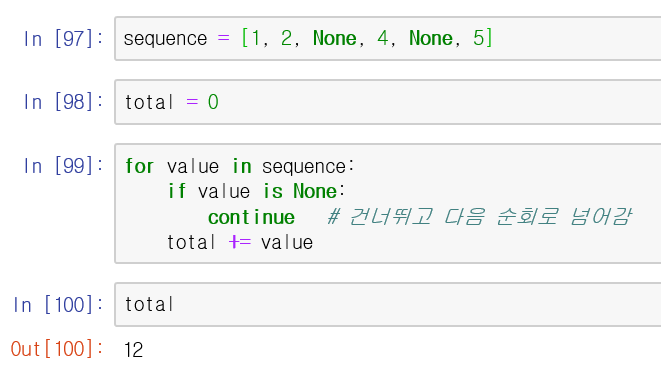 In [97]: sequence = [1, 2, None, 4, None, 5]
In [98]: total = 0
In [99]: for value in sequence:
    if value is None:
        continue   # 건너뛰고 다음 순회로 넘어감
    total += value
In [100]: total
Out[100]: 12